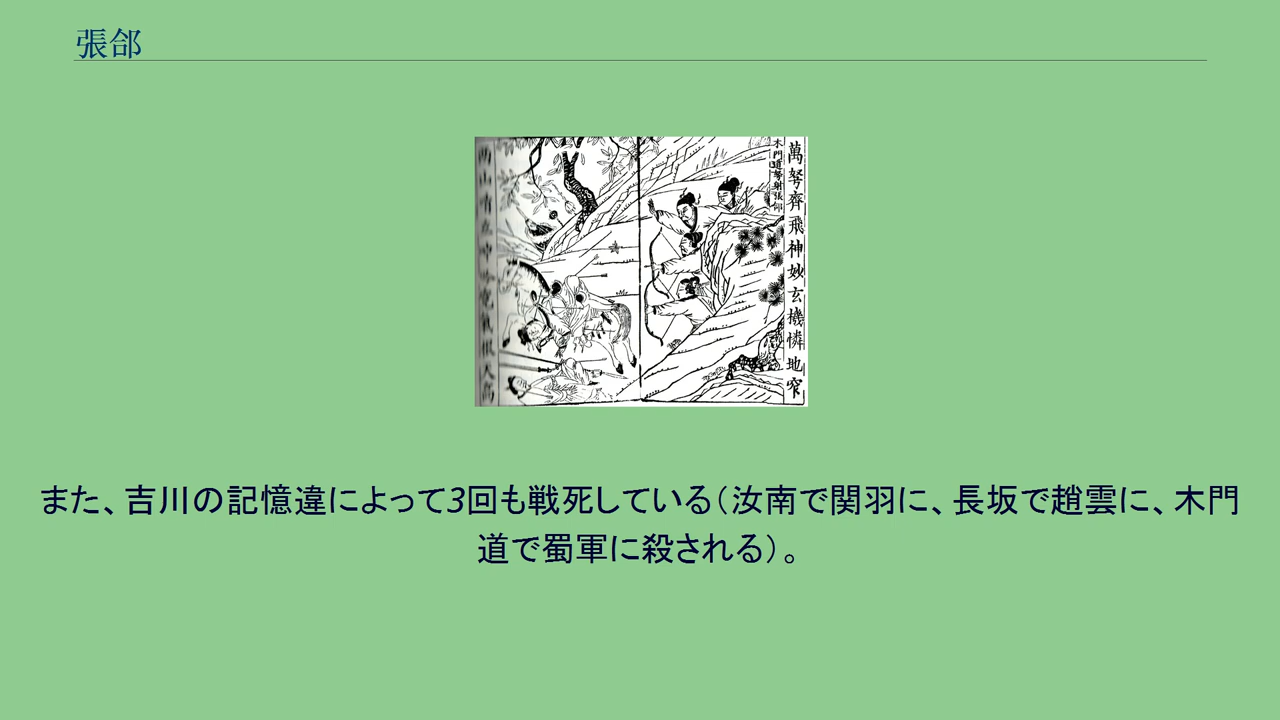 張郃
木門道弩射張郃
萬弩齊飛神妙玄機憐地窄
また、吉川の記憶違によって3回も戦死している(汝南で関羽に、長坂で趙雲に、木門
道で蜀軍に殺される)。